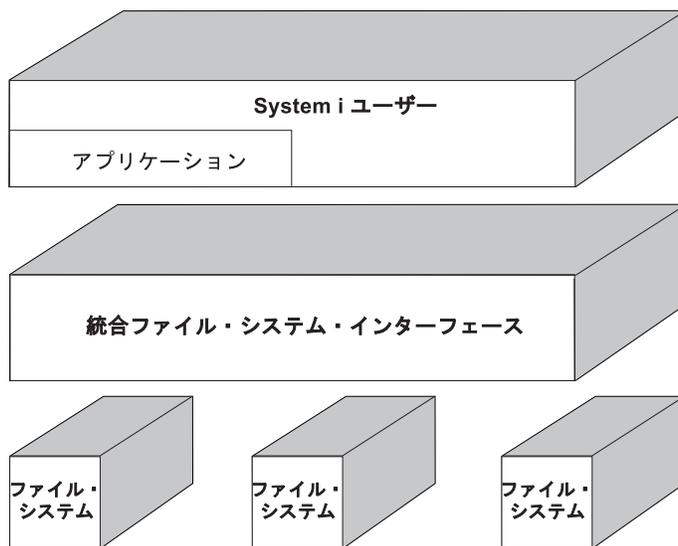 System i ユーザー
アプリケーション
統合ファイル・システム・インターフェース
ファイル・
システム
ファイル・
システム
ファイル・
システム